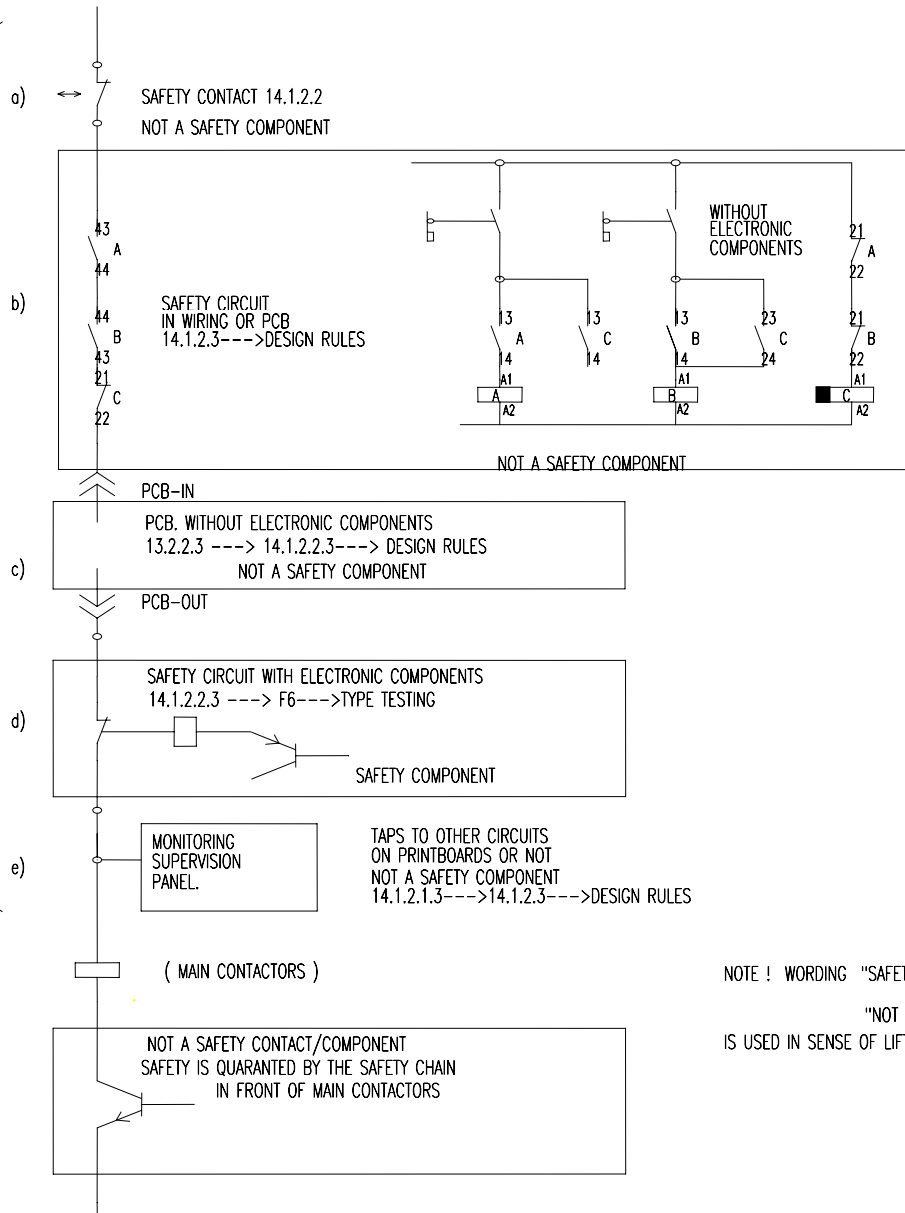 a)
SAFETY CONTACT 14.1.2.2
NOT A SAFETY COMPONENT
b)
43
A
44
44
B
43
21
C
22
SAFETY CIRCUIT
IN WIRING OR PCB
14.1.2.3--->DESIGN RULES
WITHOUT
ELECTRONIC
COMPONENTS
13
A
14
13
C
14
13
B
14
23
C
24
21
A
22
21
B
22
A1
A
A2
A1
B
A2
A1
C
A2
NOT A SAFETY COMPONENT
PCB-IN
c)
PCB. WITHOUT ELECTRONIC COMPONENTS
13.2.2.3 ---> 14.1.2.2.3---> DESIGN RULES
NOT A SAFETY COMPONENT
PCB-OUT
d)
SAFETY CIRCUIT WITH ELECTRONIC COMPONENTS
14.1.2.2.3 ---> F6--->TYPE TESTING
SAFETY COMPONENT
e)
MONITORING
SUPERVISION
PANEL.
TAPS TO OTHER CIRCUITS
ON PRINTBOARDS OR NOT
NOT A SAFETY COMPONENT
14.1.2.1.3--->14.1.2.3--->DESIGN RULES
( MAIN CONTACTORS )
NOTE ! WORDING "SAFET
"NOT
IS USED IN SENSE OF LIF
NOT A SAFETY CONTACT/COMPONENT
SAFETY IS QUARANTED BY THE SAFETY CHAIN
IN FRONT OF MAIN CONTACTORS